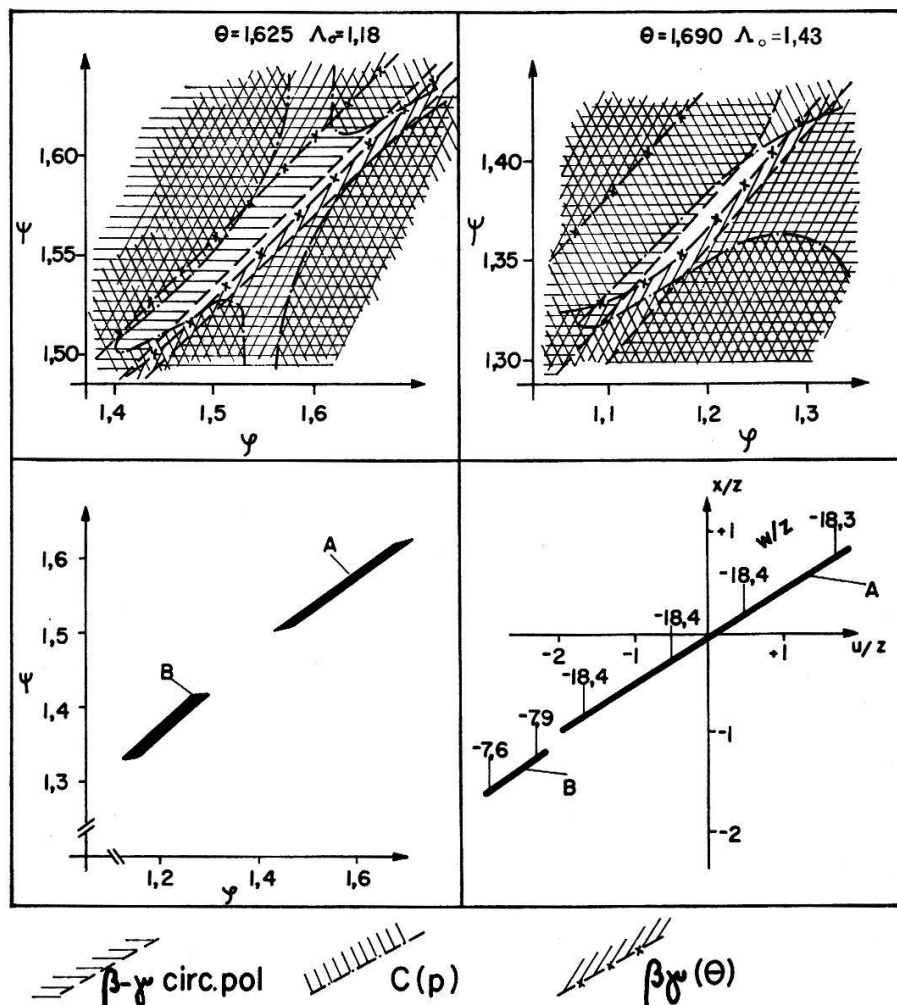 θ=1,625 Λ₀=1,18
1,60
ψ
1,55
1,50
1,4 1,5 1,6
φ
θ=1,690 Λ₀=1,43
1,40
ψ
1,35
1,30
1,1 1,2 1,3
φ
1,6
A
1,5
B
ψ
1,4
1,3
1,2 1,4 1,6
φ
x/z
+1
w/z
-18,3
-18,4
A
-18,4
-2 -1 +1 u/z
-18,4
-7,9
-1
-7,6
B
-2
β-γ circ.pol C(p) βγ(θ)